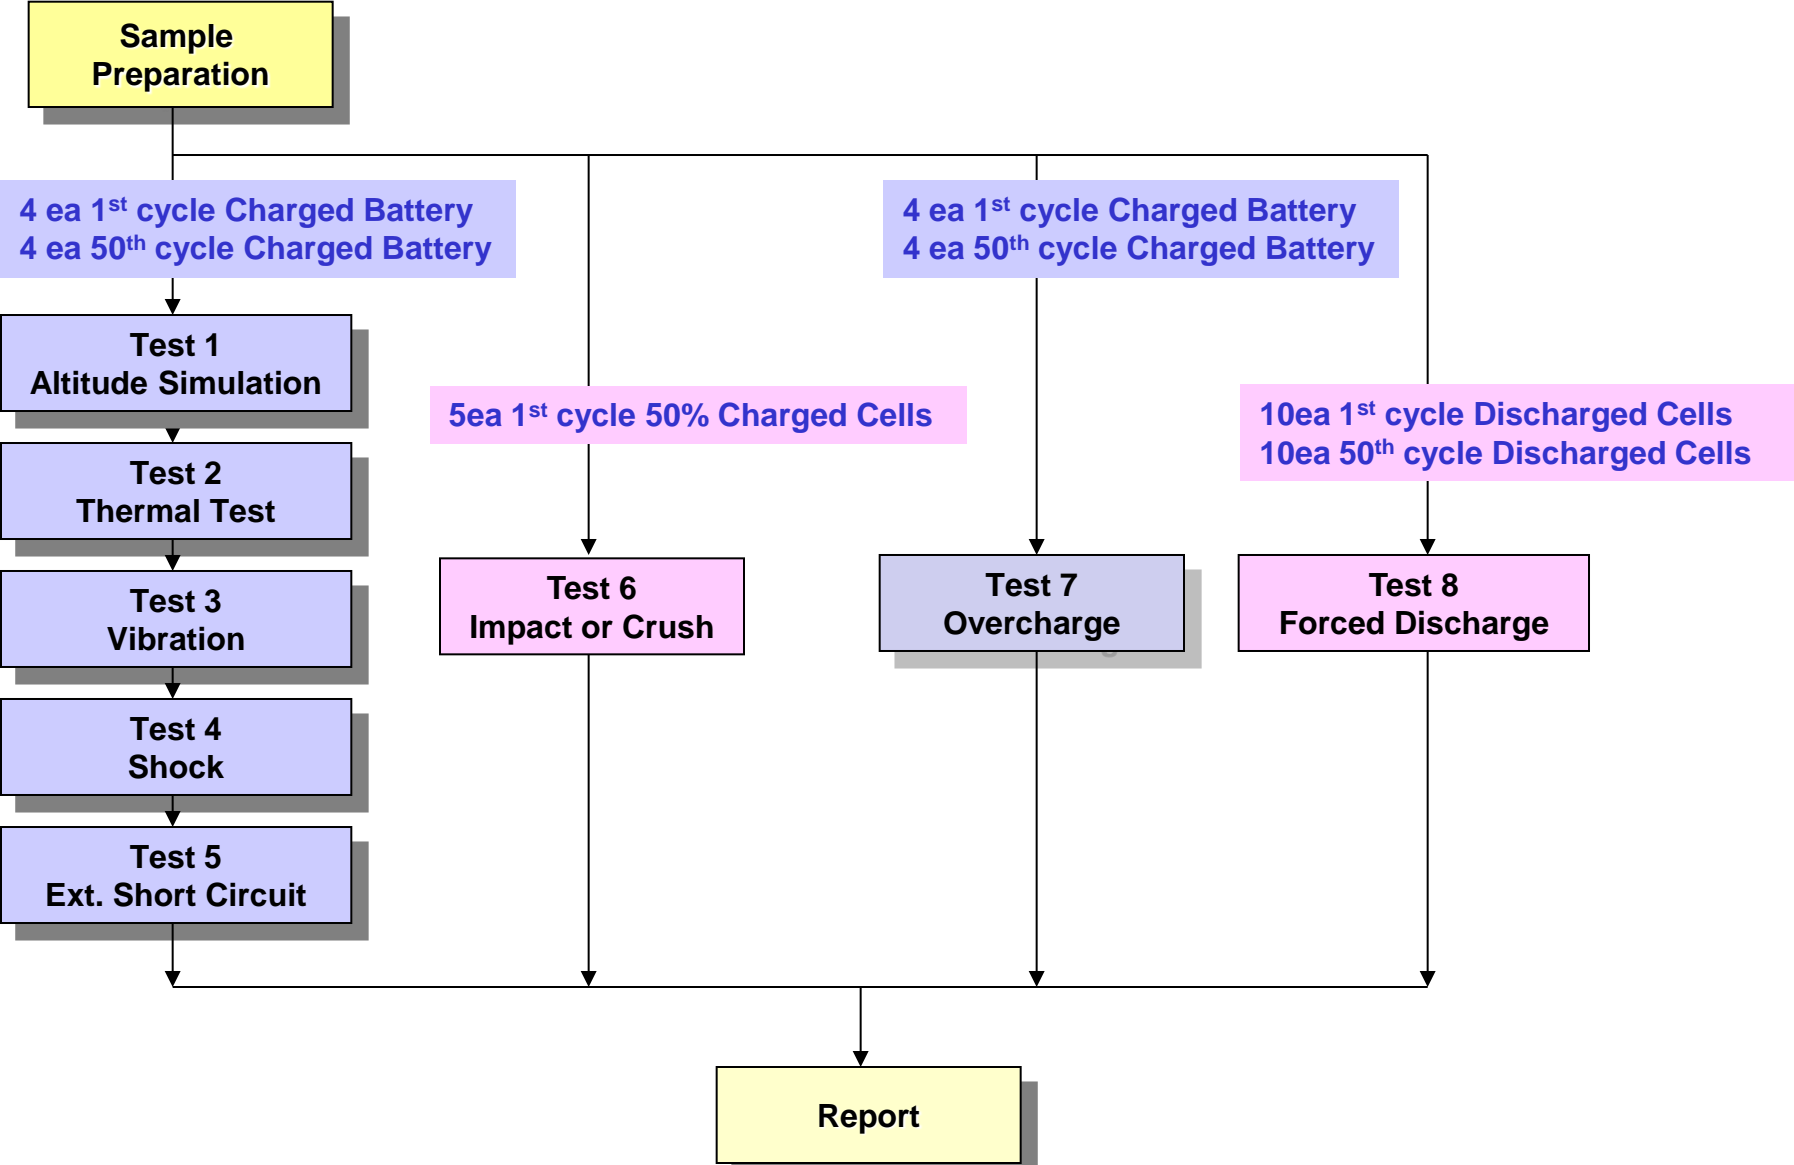 Sample
Preparation
4 ea 1st cycle Charged Battery
4 ea 50th cycle Charged Battery
4 ea 1st cycle Charged Battery
4 ea 50th cycle Charged Battery
Test 1
Altitude Simulation
5ea 1st cycle 50% Charged Cells
10ea 1st cycle Discharged Cells
10ea 50th cycle Discharged Cells
Test 2
Thermal Test
Test 3
Vibration
Test 6
Impact or Crush
Test 7
Overcharge
Test 8
Forced Discharge
Test 4
Shock
Test 5
Ext. Short Circuit
Report